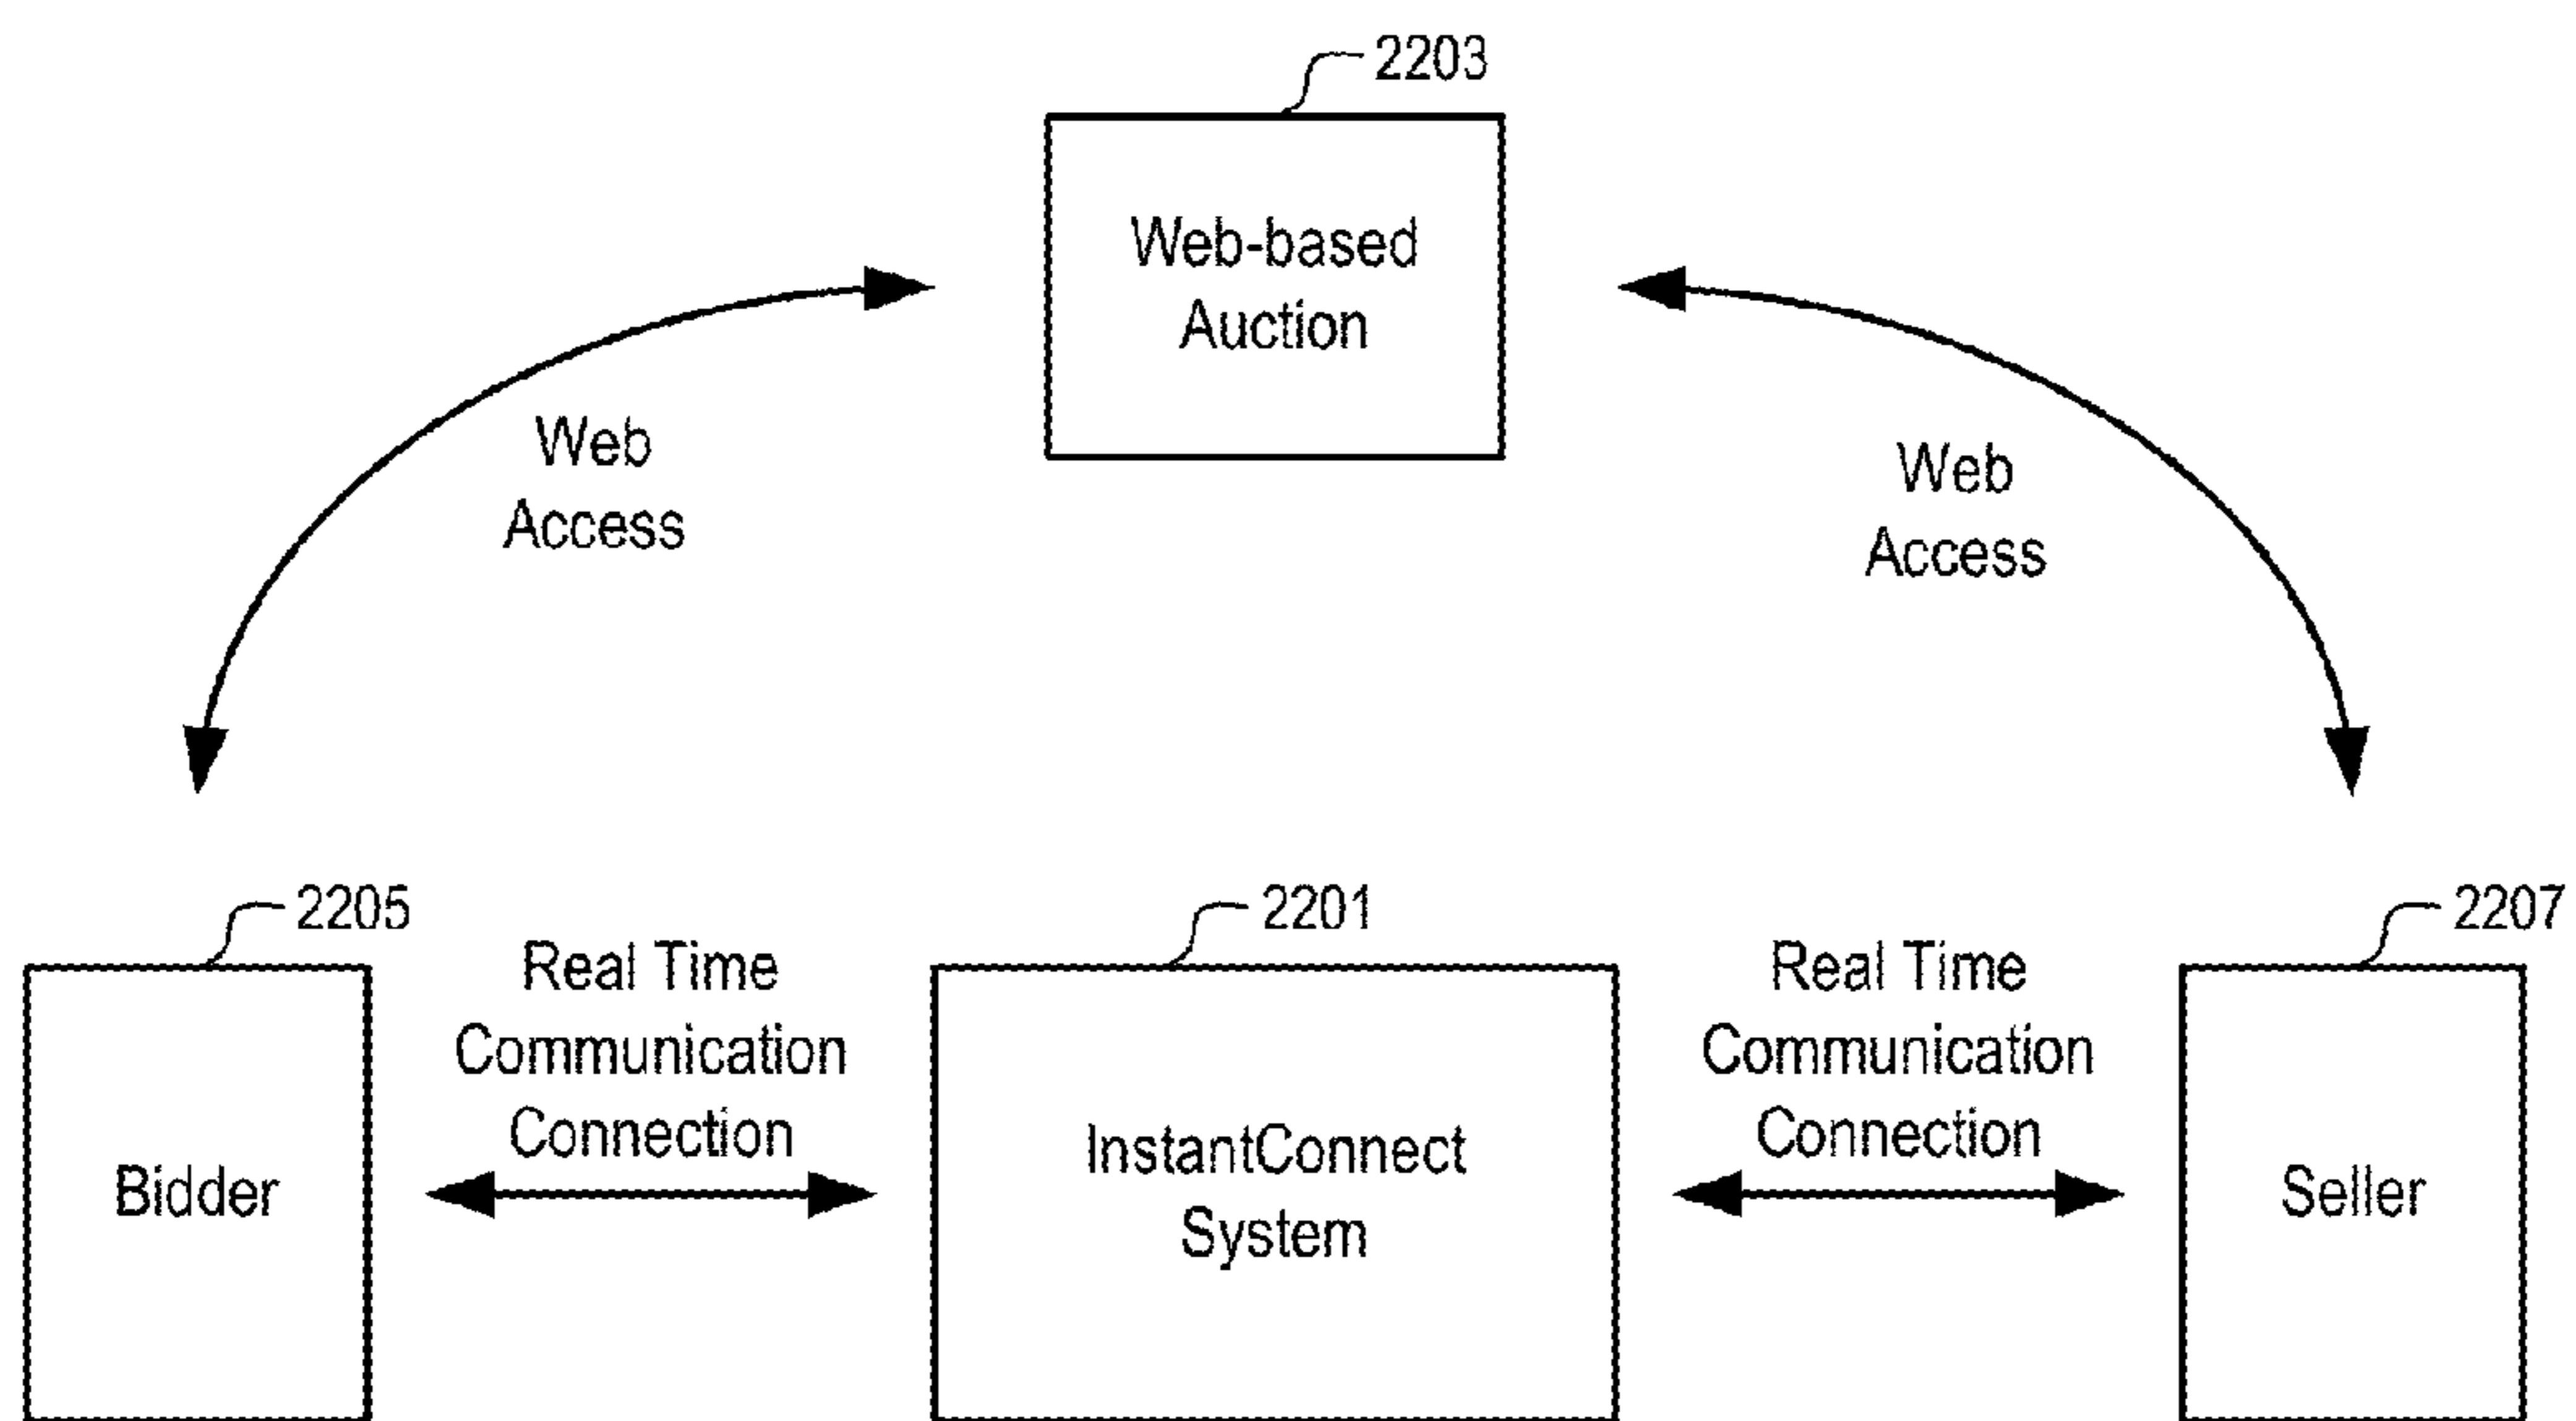 2203
Web-based
Auction
Web
Access
Web
Access
2205
2201
2207
Real Time
Communication
Connection
Real Time
Communication
Connection
Bidder
InstantConnect
System
Seller